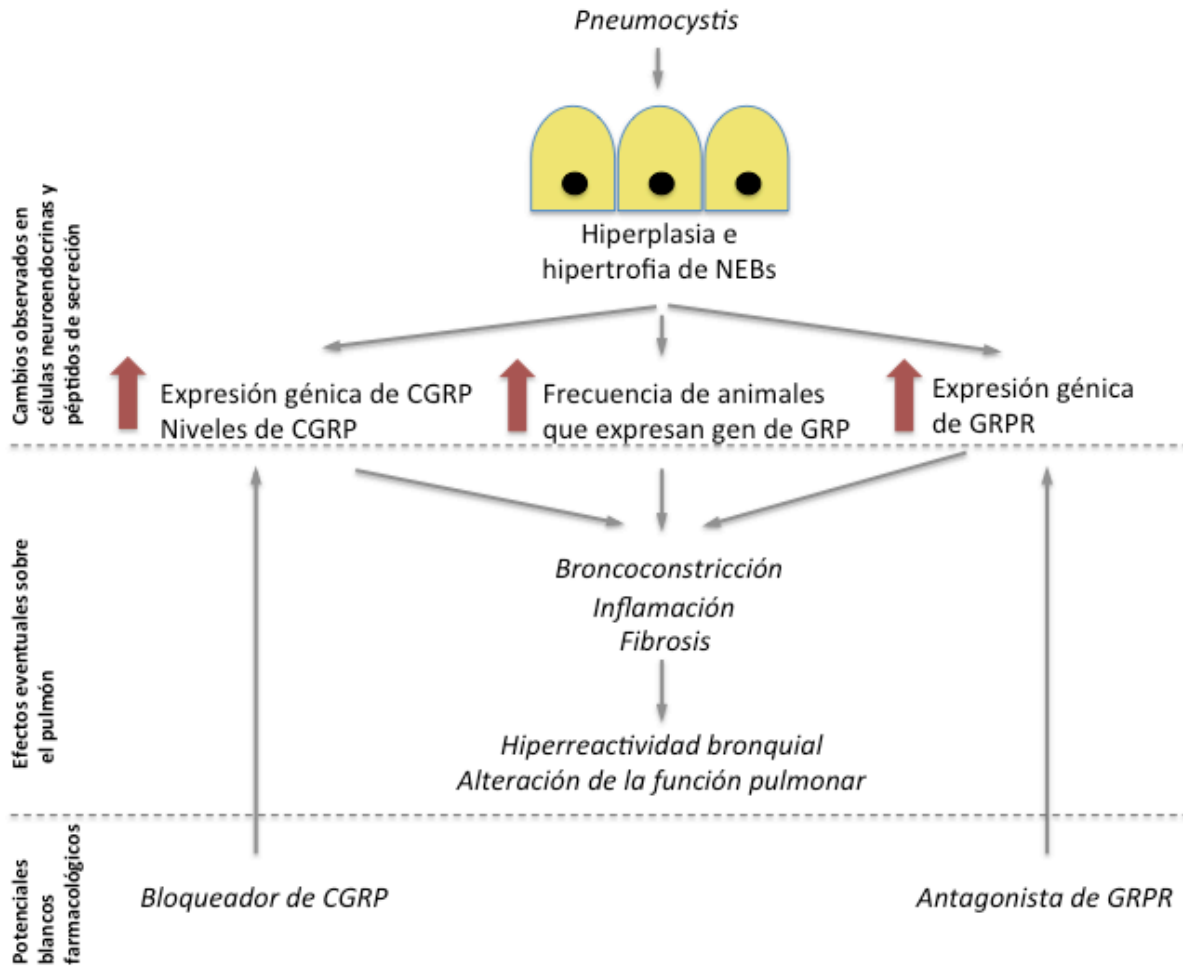 Pneumocystis
Hiperplasia e
hipertrofia de NEBs
Cambios observados en
células neuroendocrinas y
péptidos de secreción
Expresión génica de CGRP
Niveles de CGRP
Frecuencia de animales
que expresan gen de GRP
Expresión génica
de GRPR
Efectos eventuales sobre
el pulmón
Broncoconstricción
Inflamación
Fibrosis
Hiperreactividad bronquial
Alteración de la función pulmonar
Potenciales
blancos
farmacológicos
Bloqueador de CGRP
Antagonista de GRPR